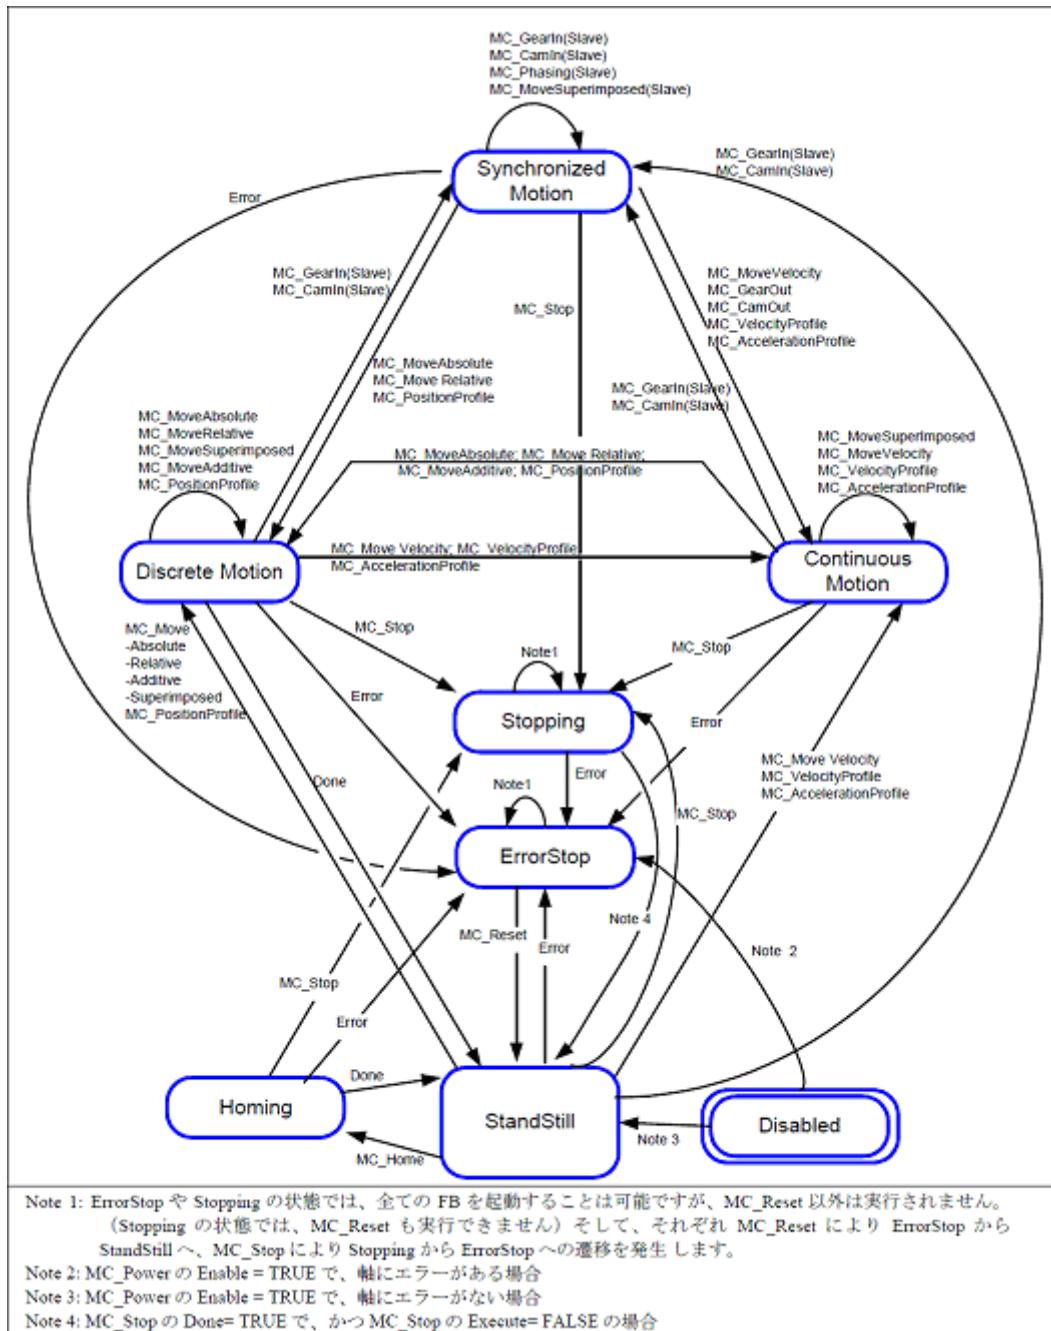 MC_GearIn(Slave)
MC_CamIn(Slave)
MC_Phasing(Slave)
MC_MoveSuperimposed(Slave)
Synchronized
Motion
MC_GearIn(Slave)
MC_CamIn(Slave)
Error
MC_GearIn(Slave)
MC_CamIn(Slave)
MC_Stop
MC_MoveVelocity
MC_GearOut
MC_CamOut
MC_VelocityProfile
MC_AccelerationProfile
MC_MoveAbsolute
MC_Move Relative
MC_PositionProfile
MC_GearIn(Slave)
MC_CamIn(Slave)
MC_MoveAbsolute
MC_MoveRelative
MC_MoveSuperimposed
MC_MoveAdditive
MC_PositionProfile
MC_MoveAbsolute; MC_Move Relative;
MC_MoveAdditive; MC_PositionProfile
MC_MoveSuperimposed
MC_MoveVelocity
MC_VelocityProfile
MC_AccelerationProfile
Discrete Motion
MC_Move Velocity; MC_VelocityProfile
MC_AccelerationProfile
Continuous
Motion
MC_Move
-Absolute
-Relative
-Additive
-Superimposed
MC_PositionProfile
MC_Stop
Note1
MC_Stop
Error
Stopping
Error
Done
Note1
Error
MC_Move Velocity
MC_VelocityProfile
MC_AccelerationProfile
MC_Stop
ErrorStop
MC_Reset
Error
Note 4
Note 2
MC_Stop
Error
Done
Homing
StandStill
Disabled
Note 3
MC_Home
Note 1: ErrorStop や Stopping の状態では、全ての FB を起動することは可能ですが、MC_Reset 以外は実行されません。
（Stopping の状態では、MC_Reset も実行できません）そして、それぞれ MC_Reset により ErrorStop から
StandStill へ、MC_Stop により Stopping から ErrorStop への遷移を発生 します。
Note 2: MC_Power の Enable = TRUE で、軸にエラーがある場合
Note 3: MC_Power の Enable = TRUE で、軸にエラーがない場合
Note 4: MC_Stop の Done= TRUE で、かつ MC_Stop の Execute= FALSE の場合